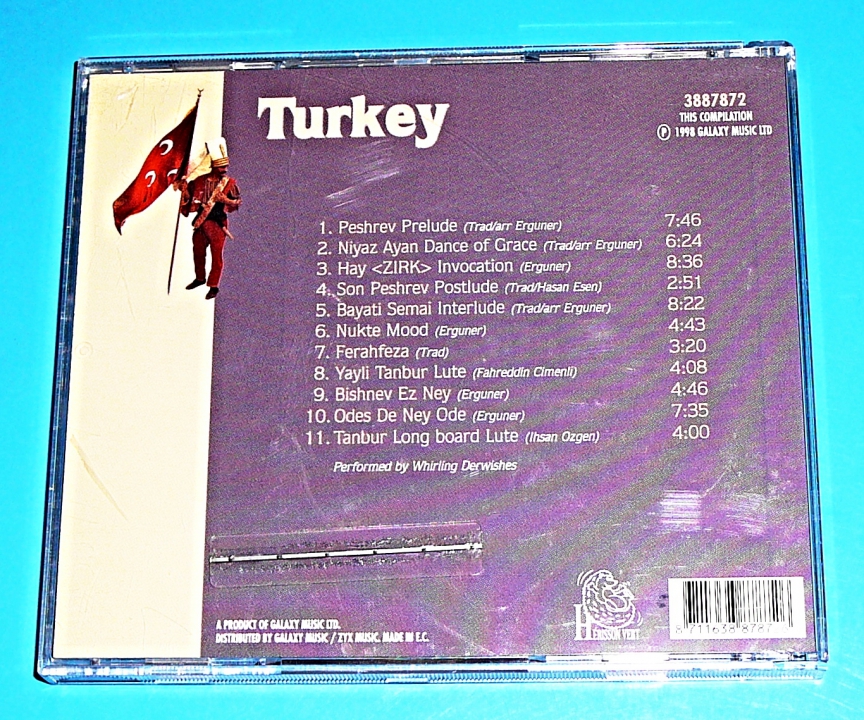 Turkey
3887872
THIS COMPILATION
Ⓟ 1998 GALAXY MUSIC LTD
1. Peshrev Prelude (Trad/arr Erguner) 7:46
2. Niyaz Ayan Dance of Grace (Trad/arr Erguner) 6:24
3. Hay <ZIRK> Invocation (Erguner) 8:36
4. Son Peshrev Postlude (Trad/Hasan Esen) 2:51
5. Bayati Semai Interlude (Trad/arr Erguner) 8:22
6. Nukte Mood (Erguner) 4:43
7. Ferahfeza (Trad) 3:20
8. Yayli Tanbur Lute (Fahreddin Cimenli) 4:08
9. Bishnev Ez Ney (Erguner) 4:46
10. Odes De Ney Ode (Erguner) 7:35
11. Tanbur Long board Lute (Ihsan Ozgen) 4:00
Performed by Whirling Derwishes
A PRODUCT OF GALAXY MUSIC LTD.
DISTRIBUTED BY GALAXY MUSIC / ZYX MUSIC. MADE IN E.C.
HERISSON VERT
8 711638 8787